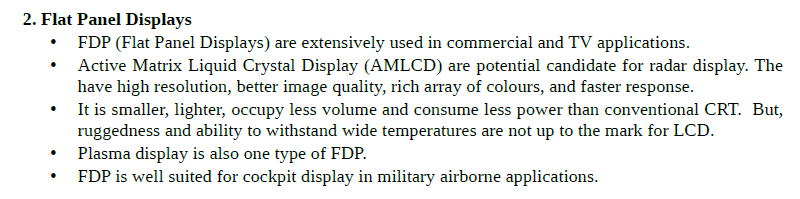 2. Flat Panel Displays
• FDP (Flat Panel Displays) are extensively used in commercial and TV applications.
• Active Matrix Liquid Crystal Display (AMLCD) are potential candidate for radar display. The
have high resolution, better image quality, rich array of colours, and faster response.
• It is smaller, lighter, occupy less volume and consume less power than conventional CRT. But,
ruggedness and ability to withstand wide temperatures are not up to the mark for LCD.
• Plasma display is also one type of FDP.
• FDP is well suited for cockpit display in military airborne applications.